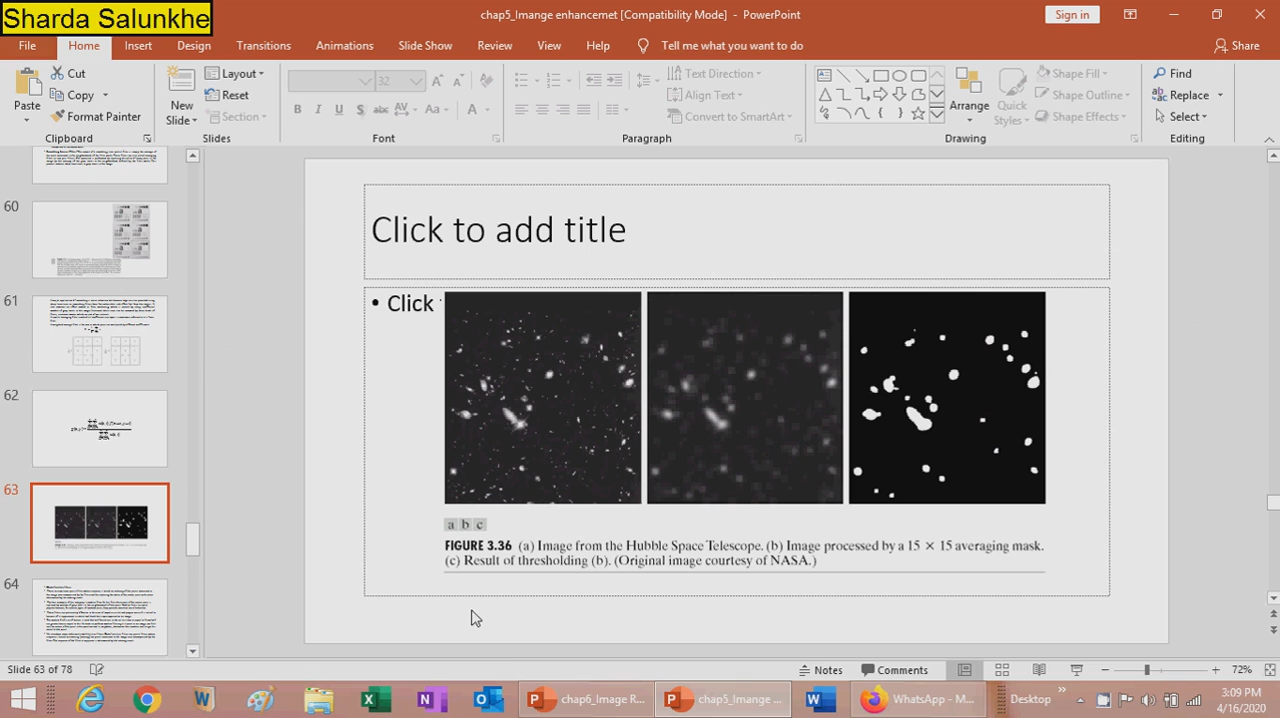 Sharda Salunkhe
chap5_Imange enhancemet [Compatibility Mode] - PowerPoint
Sign in
File Home Insert Design Transitions Animations Slide Show Review View Help Tell me what you want to do Share
Paste
Cut
Copy
Format Painter
Clipboard
New Slide
Layout
Reset
Section
Slides
32
B I U S abc AV Aa A
Font
Paragraph
Text Direction
Align Text
Convert to SmartArt
Arrange
Quick Styles
Shape Fill
Shape Outline
Shape Effects
Drawing
Find
Replace
Select
Editing
60
61
62
63
64
Click to add title
• Click
a b c
FIGURE 3.36 (a) Image from the Hubble Space Telescope. (b) Image processed by a 15 × 15 averaging mask.
(c) Result of thresholding (b). (Original image courtesy of NASA.)
Slide 63 of 78
Notes
Comments
72%
chap6_Image R...
chap5_Imange ...
WhatsApp - M...
Desktop
3:09 PM
4/16/2020